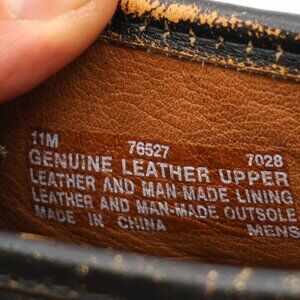 11M 76527 7028
GENUINE LEATHER UPPER
LEATHER AND MAN-MADE LINING
LEATHER AND MAN-MADE OUTSOLE
MADE IN CHINA MENS